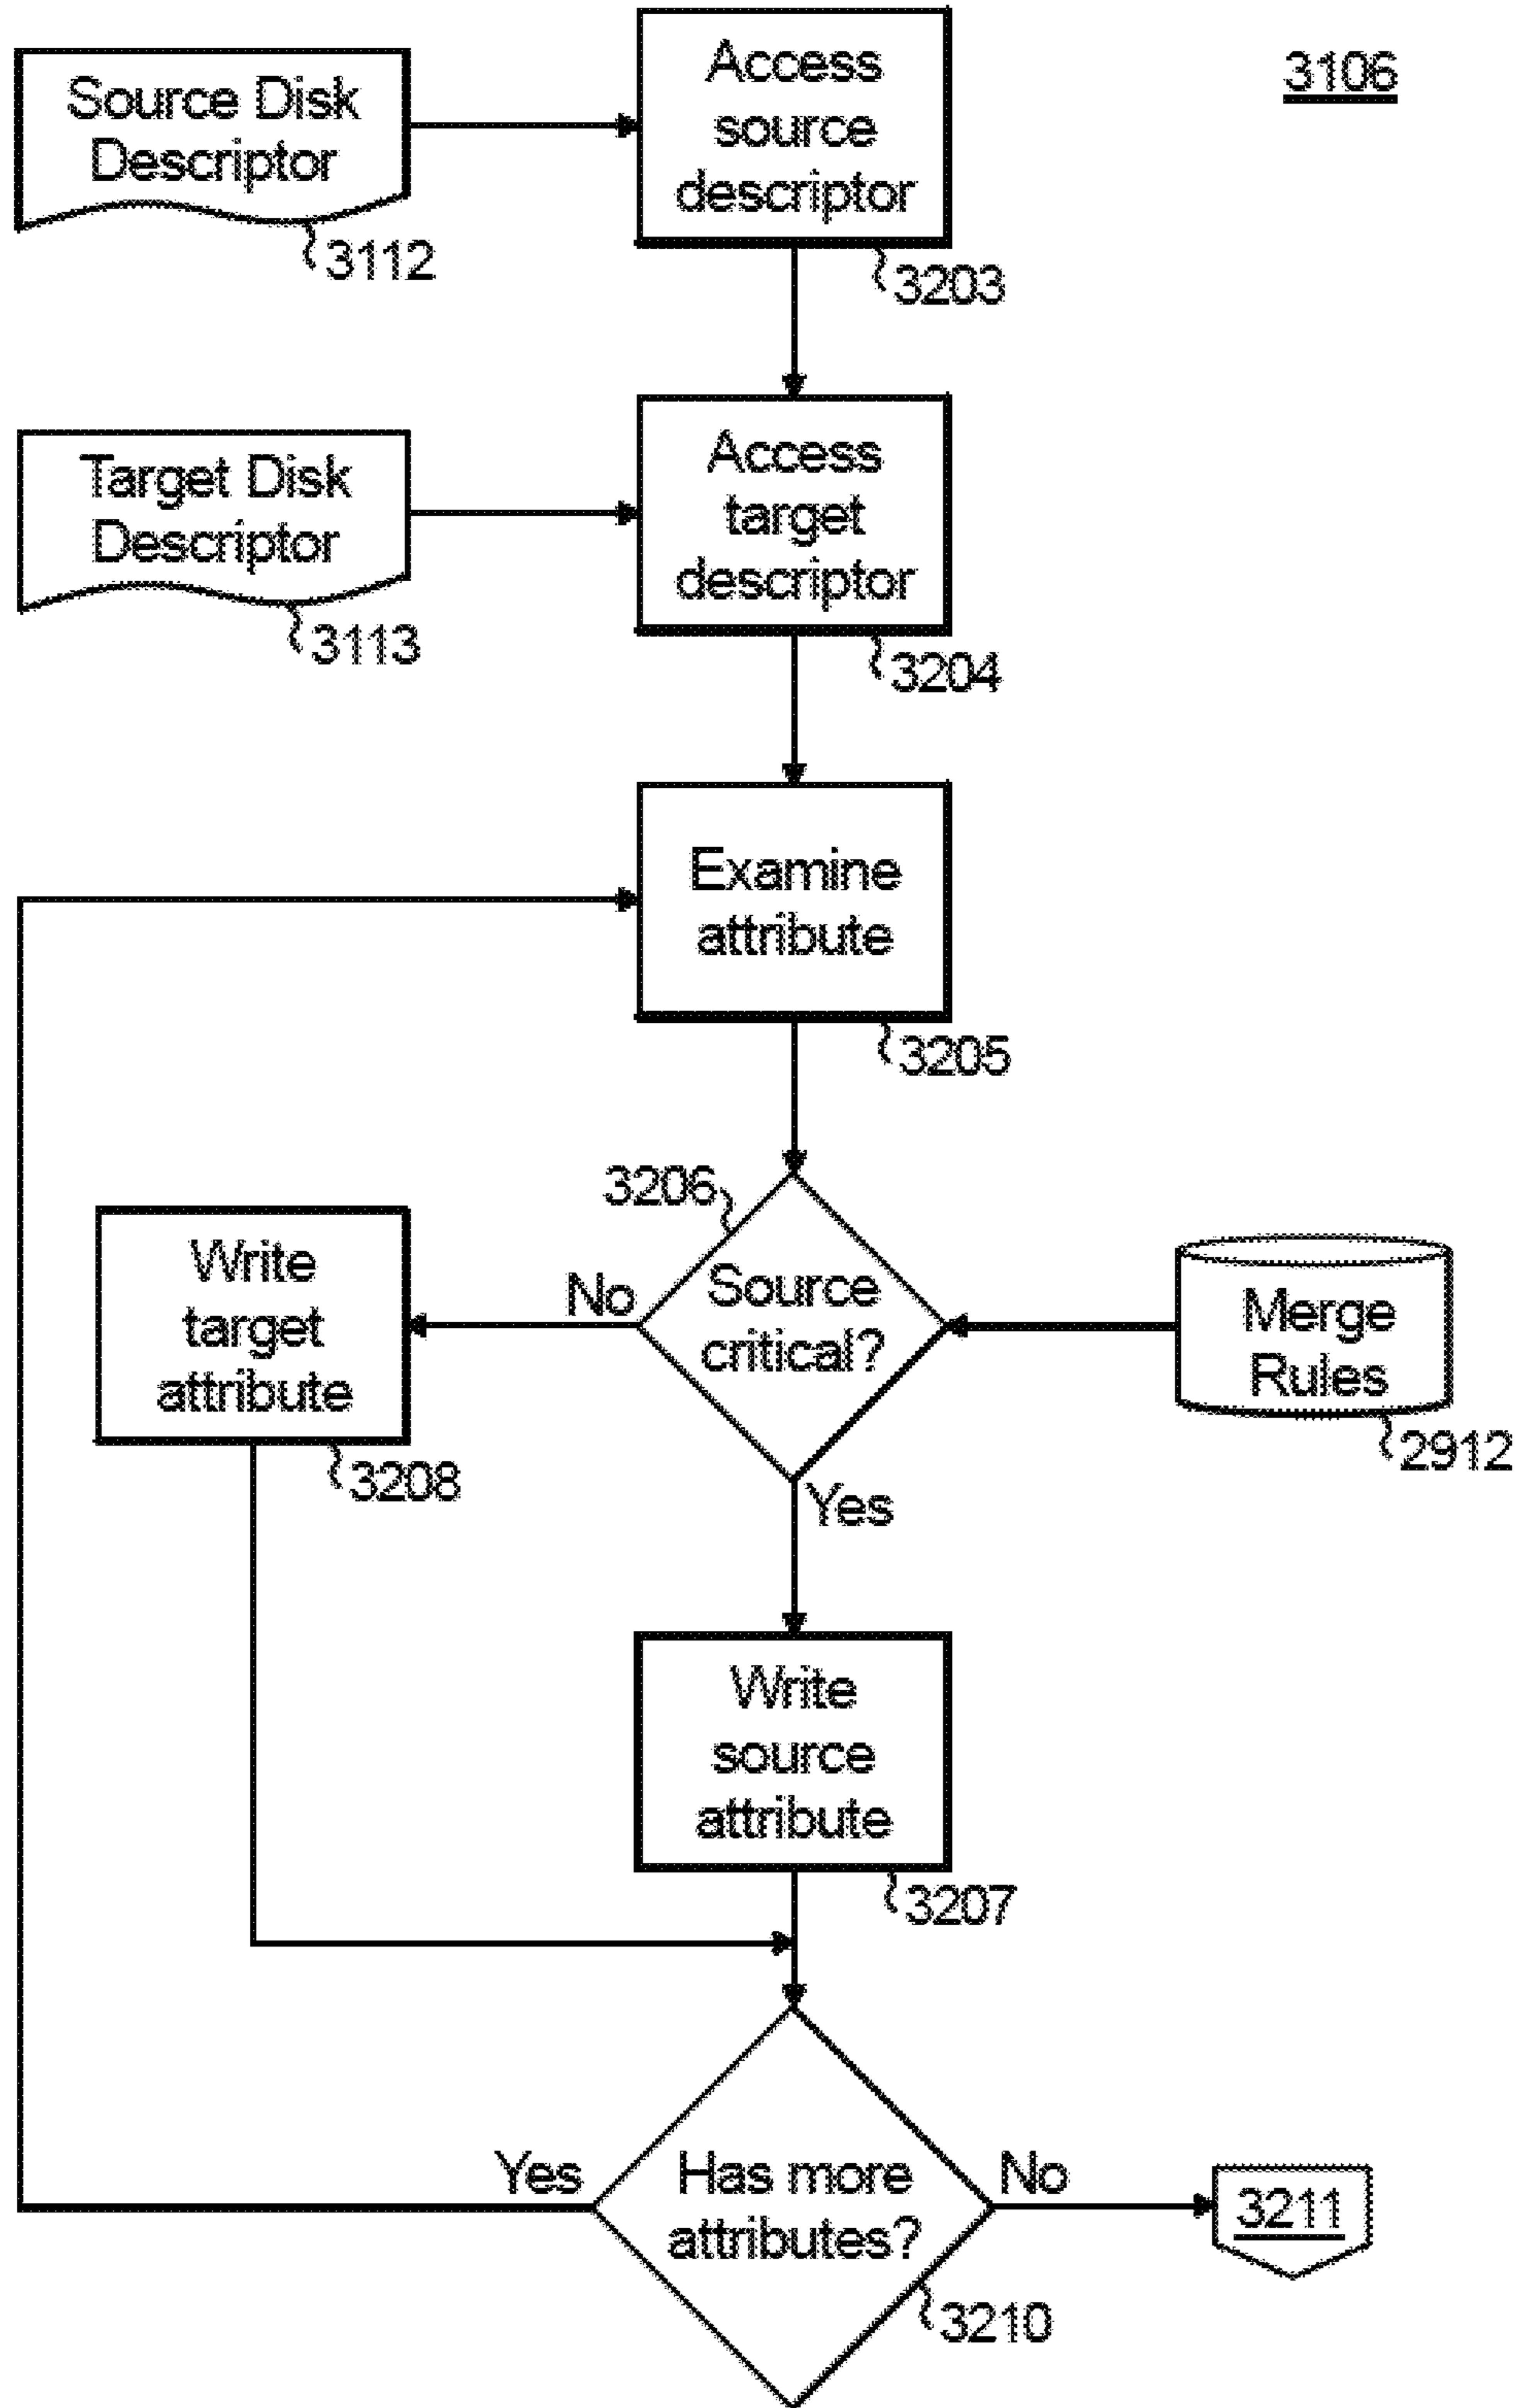 3106
Source Disk
Descriptor
3112
Access
source
descriptor
3203
Target Disk
Descriptor
3113
Access
target
descriptor
3204
Examine
attribute
3205
3206
Source
critical?
No
Yes
Merge
Rules
2912
Write
target
attribute
3208
Write
source
attribute
3207
Has more
attributes?
Yes
No
3210
3211